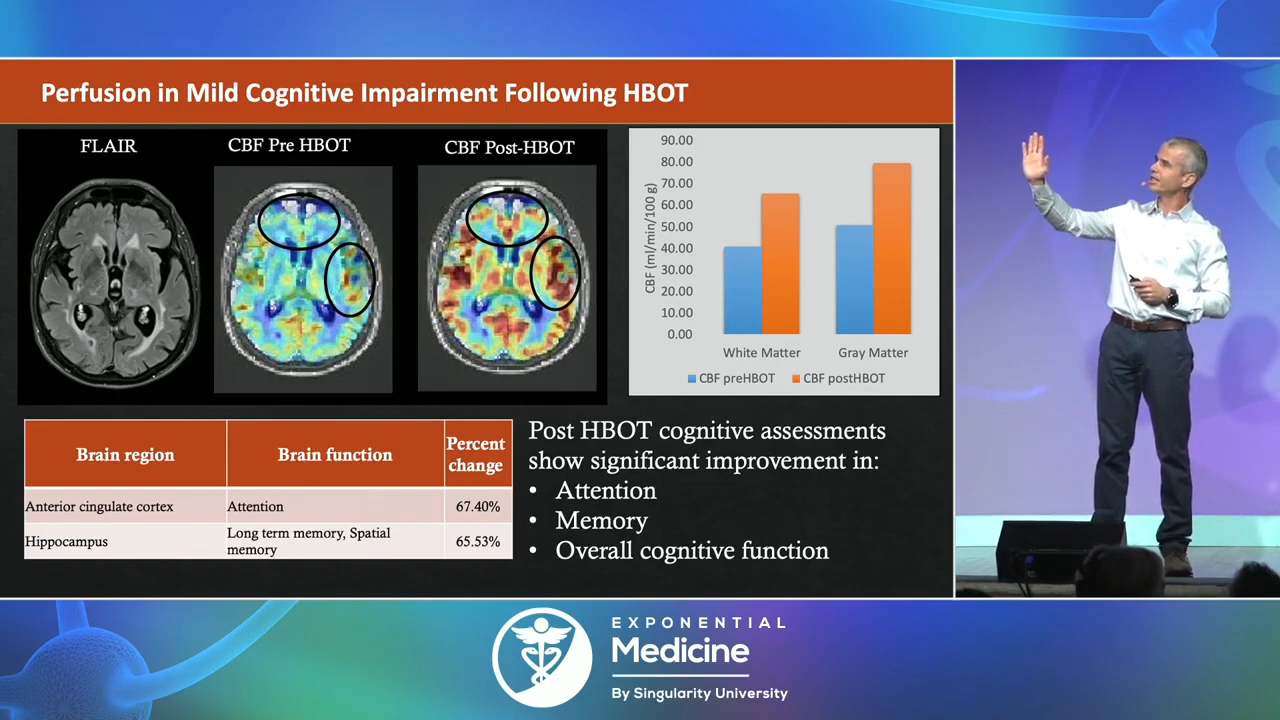 Perfusion in Mild Cognitive Impairment Following HBOT
FLAIR
CBF Pre HBOT
CBF Post-HBOT
90.00
80.00
70.00
60.00
50.00
40.00
30.00
20.00
10.00
0.00
CBF (ml/min/100 g)
White Matter
Gray Matter
CBF preHBOT
CBF postHBOT
Brain region
Brain function
Percent
change
Anterior cingulate cortex
Attention
67.40%
Hippocampus
Long term memory, Spatial
memory
65.53%
Post HBOT cognitive assessments
show significant improvement in:
• Attention
• Memory
• Overall cognitive function
EXPONENTIAL
Medicine
By Singularity University